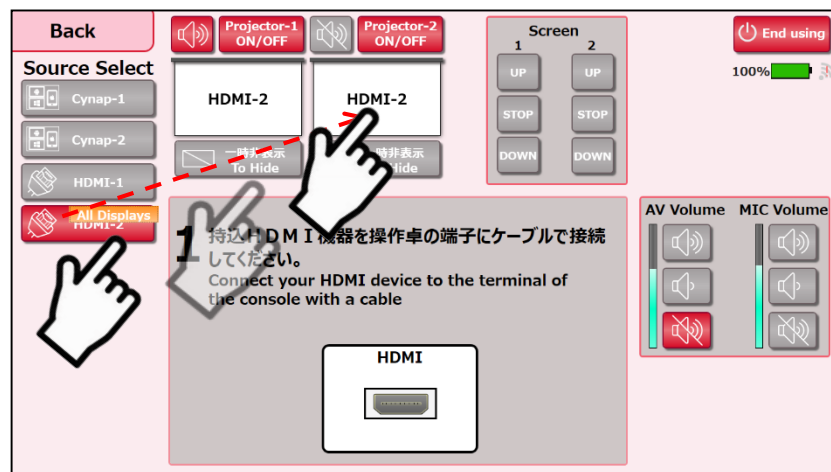 Back
Projector-1
ON/OFF
Projector-2
ON/OFF
Screen
1 2
End using
100%
Source Select
Cynap-1
Cynap-2
HDMI-1
All Displays
HDMI-2
HDMI-2
HDMI-2
一時非表示
To Hide
時非表示
Hide
UP UP
STOP STOP
DOWN DOWN
1 持込HDMI機器を操作卓の端子にケーブルで接続
してください。
Connect your HDMI device to the terminal of
the console with a cable
HDMI
AV Volume MIC Volume